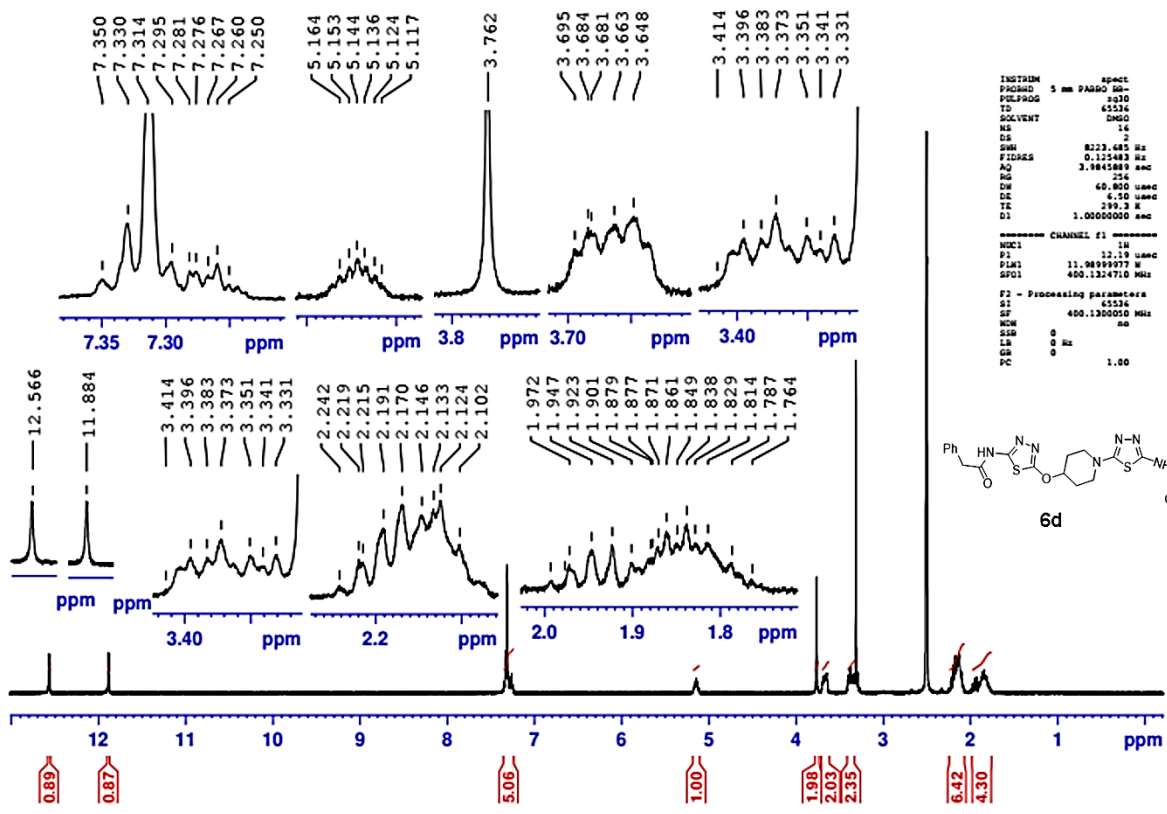 7.350
7.330
7.314
7.295
7.281
7.276
7.267
7.260
7.250
5.164
5.153
5.144
5.136
5.124
5.117
3.762
3.695
3.684
3.681
3.663
3.648
3.414
3.396
3.383
3.373
3.351
3.341
3.331
7.35 7.30 ppm
ppm
3.8 ppm
3.70 ppm
3.40 ppm
INSTRUM spect
PROBHD 5 mm PABBO BB-
PULPROG zg30
TD 65536
SOLVENT DMSO
NS 16
DS 2
SWH 8223.685 Hz
FIDRES 0.125483 Hz
AQ 3.9845889 sec
RG 256
DW 60.800 usec
DE 6.50 usec
TE 299.3 K
D1 1.00000000 sec
======== CHANNEL f1 ========
NUC1 1H
P1 12.19 usec
PLW1 11.98999977 W
SFO1 400.1324710 MHz
F2 - Processing parameters
SI 65536
SF 400.1300050 MHz
WDW no
SSB 0
LB 0 Hz
GB 0
PC 1.00
12.566
11.884
3.414
3.396
3.383
3.373
3.351
3.341
3.331
2.242
2.219
2.215
2.191
2.170
2.146
2.133
2.124
2.102
1.972
1.947
1.923
1.901
1.879
1.877
1.871
1.861
1.849
1.838
1.829
1.814
1.787
1.764
ppm
ppm
3.40 ppm
2.2 ppm
2.0 1.9 1.8 ppm
Ph
NH
O
N-N
S
O
N
N-N
S
6d
12 11 10 9 8 7 6 5 4 3 2 1 ppm
0.89
0.87
5.06
1.00
1.98
2.03
2.35
6.42
4.30